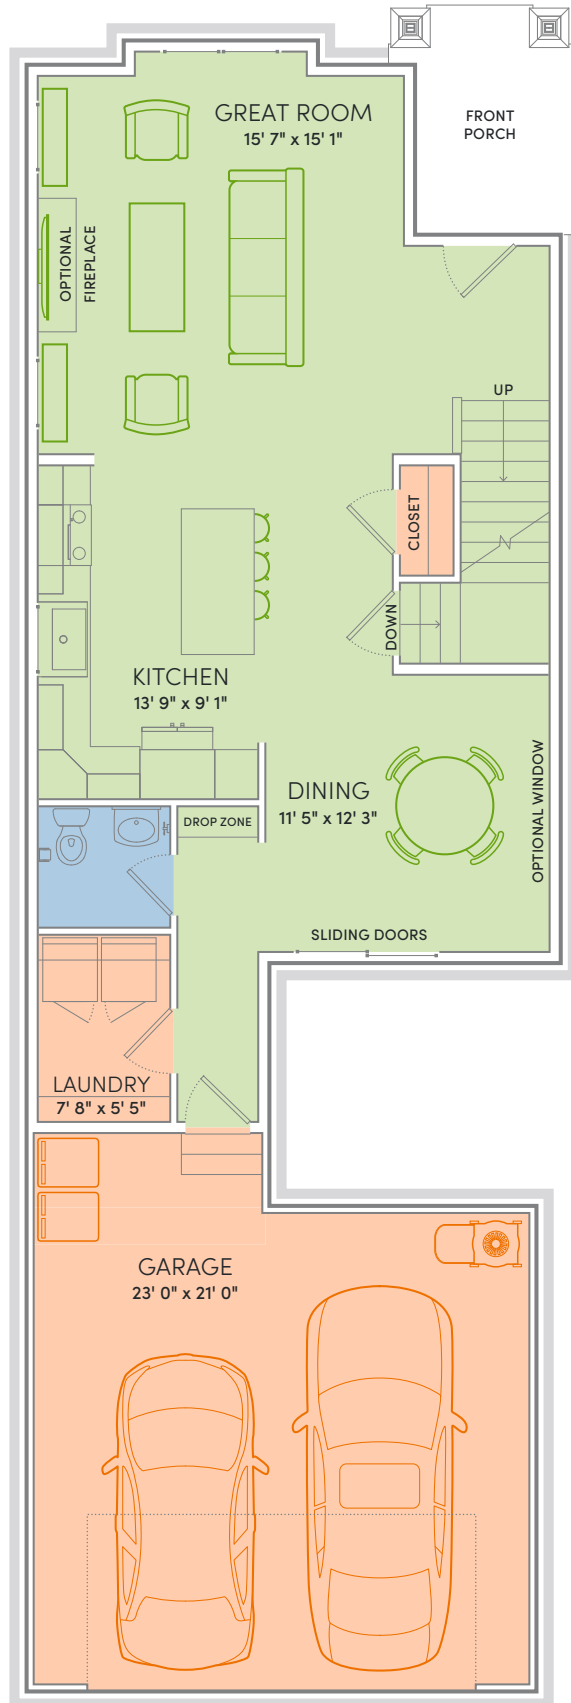 GREAT ROOM
15' 7" x 15' 1"
FRONT
PORCH
OPTIONAL
FIREPLACE
UP
CLOSET
DOWN
KITCHEN
13' 9" x 9' 1"
DINING
11' 5" x 12' 3"
OPTIONAL WINDOW
DROP ZONE
SLIDING DOORS
LAUNDRY
7' 8" x 5' 5"
GARAGE
23' 0" x 21' 0"